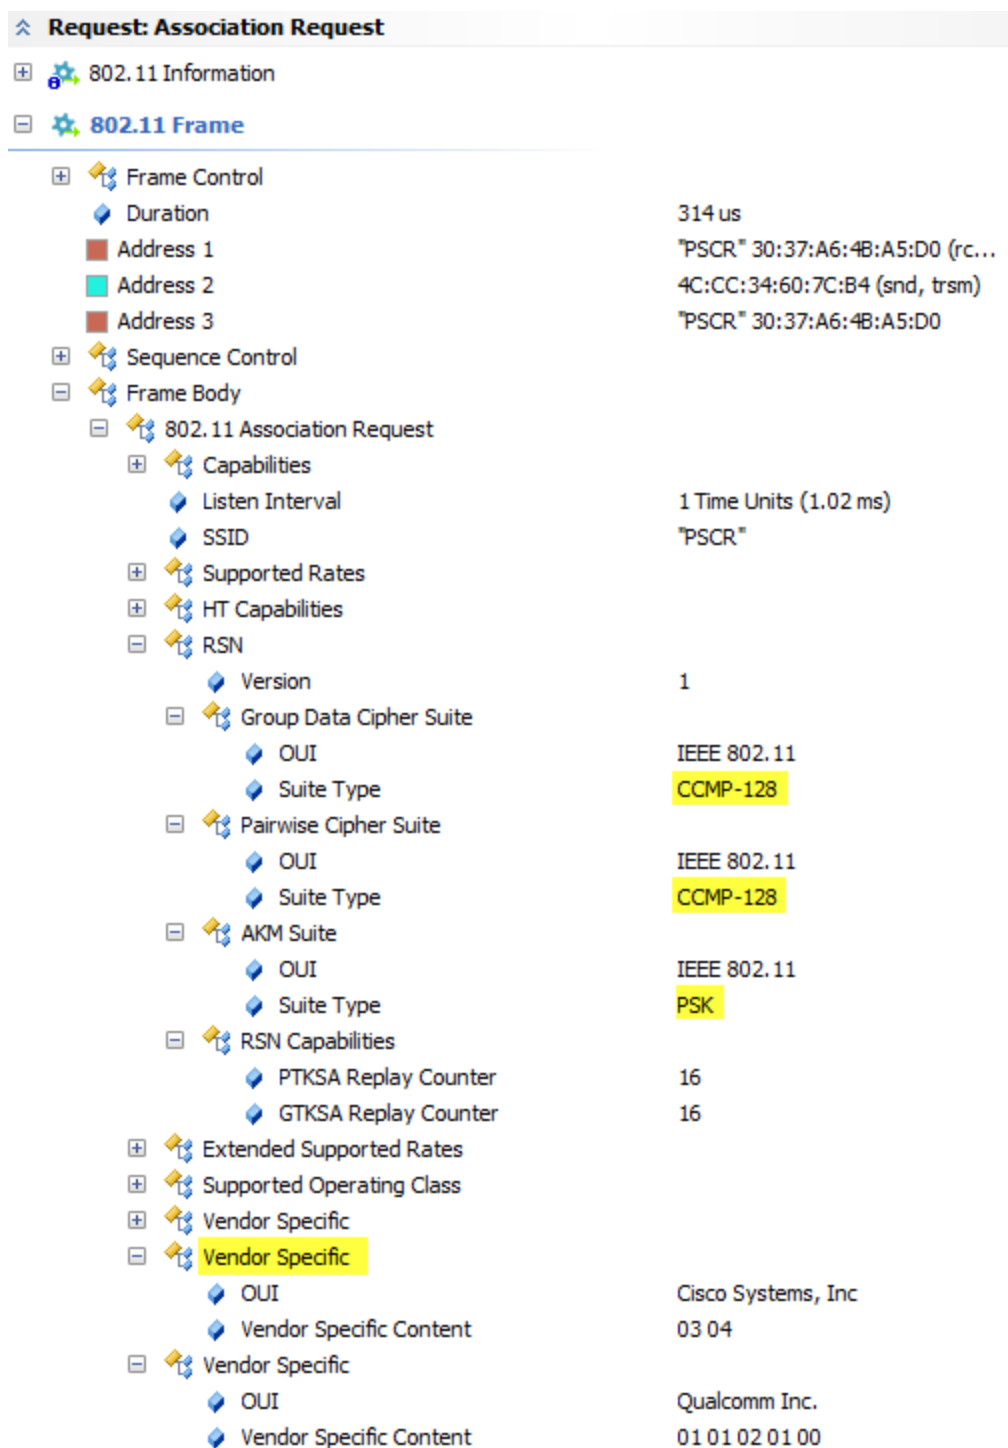 Request: Association Request
802.11 Information
802.11 Frame
Frame Control
Duration 314 us
Address 1 "PSCR" 30:37:A6:4B:A5:D0 (rc...
Address 2 4C:CC:34:60:7C:B4 (snd, trsm)
Address 3 "PSCR" 30:37:A6:4B:A5:D0
Sequence Control
Frame Body
802.11 Association Request
Capabilities
Listen Interval 1 Time Units (1.02 ms)
SSID "PSCR"
Supported Rates
HT Capabilities
RSN
Version 1
Group Data Cipher Suite
OUI IEEE 802.11
Suite Type CCMP-128
Pairwise Cipher Suite
OUI IEEE 802.11
Suite Type CCMP-128
AKM Suite
OUI IEEE 802.11
Suite Type PSK
RSN Capabilities
PTKSA Replay Counter 16
GTKSA Replay Counter 16
Extended Supported Rates
Supported Operating Class
Vendor Specific
Vendor Specific
OUI Cisco Systems, Inc
Vendor Specific Content 03 04
Vendor Specific
OUI Qualcomm Inc.
Vendor Specific Content 01 01 02 01 00